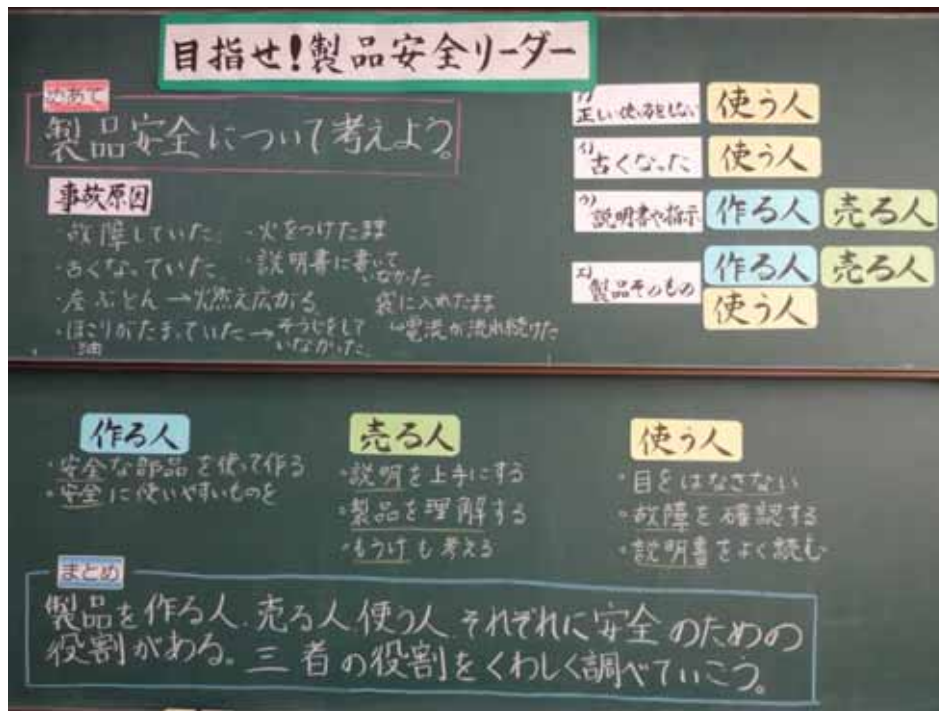 目指せ!製品安全リーダー
めあて
製品安全について考えよう。
事故原因
・故障していた
・古くなっていた
・座ぶとん→燃え広がる
・ほこりがたまっていた→そうじをして
いなかった
油
・火をつけたまま
・説明書に書いて
なかった
袋に入れたまま
↳電流が流れ続けた
ア)
正しい使い方をしない
使う人
イ)
古くなった
使う人
ウ)
説明書や指示
作る人 売る人
エ)
製品そのもの
作る人 売る人
使う人
作る人
・安全な部品を使って作る
・安全に使いやすいものを
売る人
・説明を上手にする
・製品を理解する
・もうけも考える
使う人
・目をはなさない
・故障を確認する
・説明書をよく読む
まとめ
製品を作る人、売る人、使う人、それぞれに安全のための
役割がある。三者の役割をくわしく調べていこう。